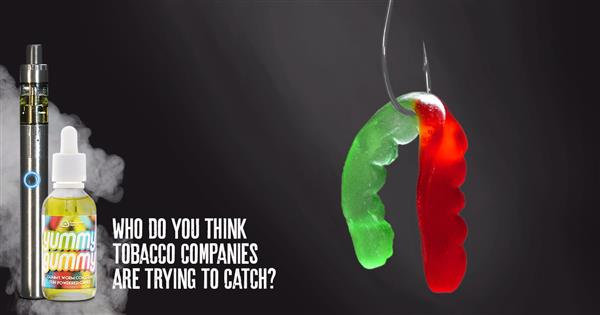 yummy
gummy
WHO DO YOU THINK
TOBACCO COMPANIES
ARE TRYING TO CATCH?